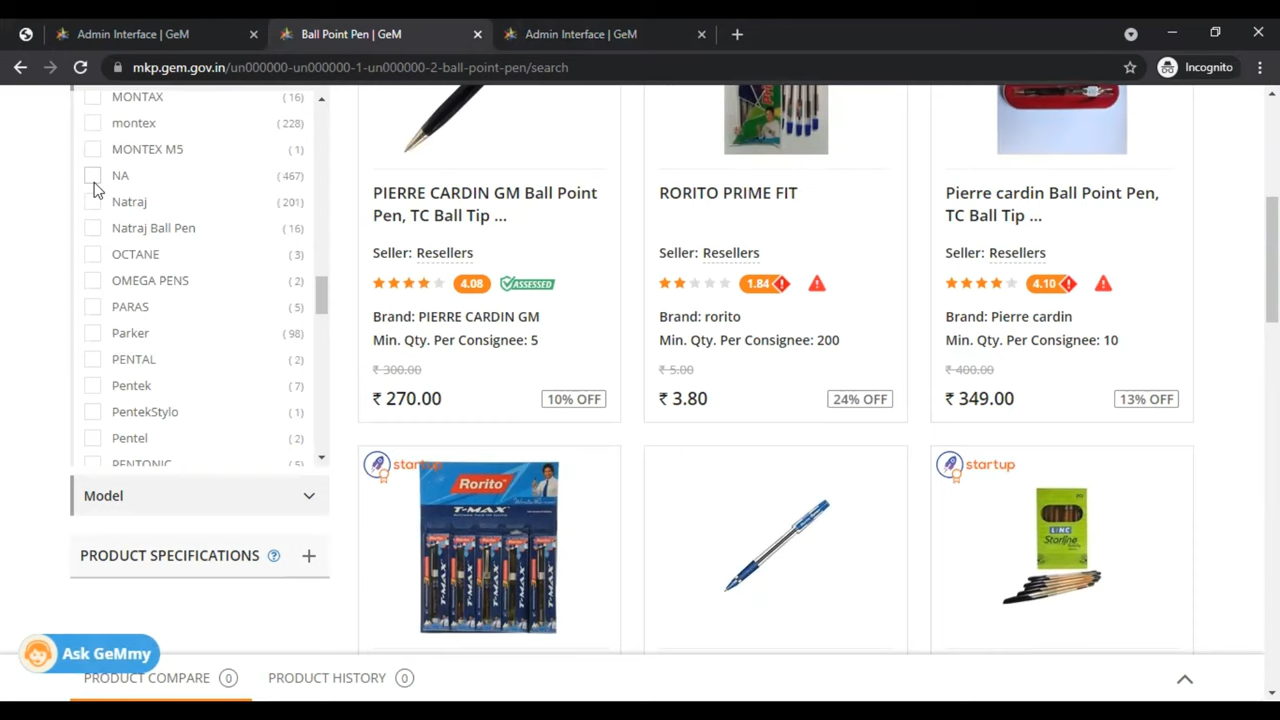 Admin Interface | GeM
Ball Point Pen | GeM
Admin Interface | GeM
mkp.gem.gov.in/un000000-un000000-1-un000000-2-ball-point-pen/search
Incognito
MONTAX (16)
montex (228)
MONTEX M5 (1)
NA (467)
Natraj (201)
Natraj Ball Pen (16)
OCTANE (3)
OMEGA PENS (2)
PARAS (5)
Parker (98)
PENTAL (2)
Pentek (7)
PentekStylo (1)
Pentel (2)
PENTONIC (5)
Model
PRODUCT SPECIFICATIONS ? +
Ask GeMmy
PIERRE CARDIN GM Ball Point
Pen, TC Ball Tip ...
Seller: Resellers
4.08 ASSESSED
Brand: PIERRE CARDIN GM
Min. Qty. Per Consignee: 5
₹ 300.00
₹ 270.00 10% OFF
RORITO PRIME FIT
Seller: Resellers
1.84
Brand: rorito
Min. Qty. Per Consignee: 200
₹ 5.00
₹ 3.80 24% OFF
Pierre cardin Ball Point Pen,
TC Ball Tip ...
Seller: Resellers
4.10
Brand: Pierre cardin
Min. Qty. Per Consignee: 10
₹ 400.00
₹ 349.00 13% OFF
startup
Rorito
T-MAX
startup
LINC
Starline
PRODUCT COMPARE 0 PRODUCT HISTORY 0